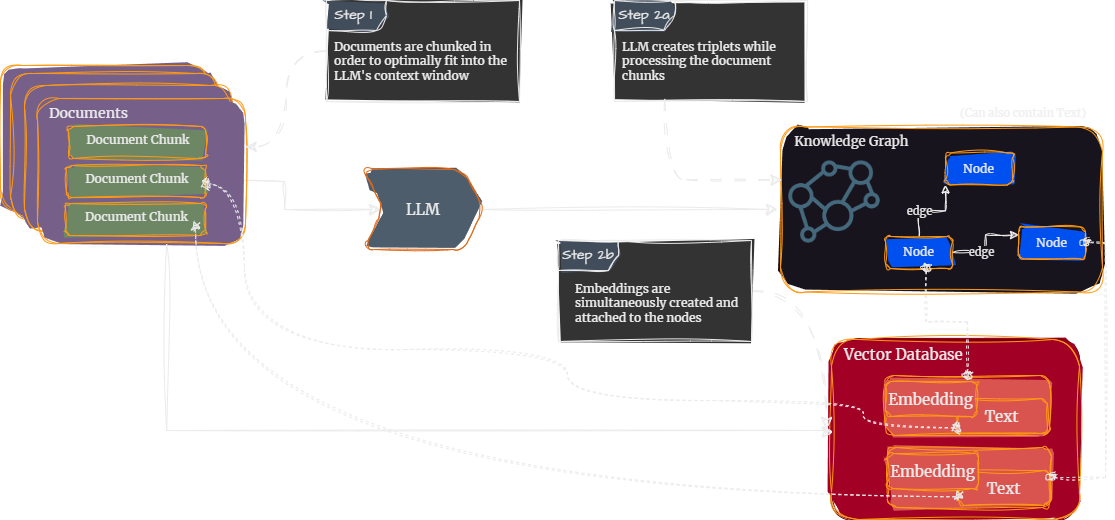 Step 1
Documents are chunked in
order to optimally fit into the
LLM's context window
Step 2a
LLM creates triplets while
processing the document
chunks
Documents
Document Chunk
Document Chunk
Document Chunk
LLM
(Can also contain Text)
Knowledge Graph
Node
edge
Node
edge
Node
Step 2b
Embeddings are
simultaneously created and
attached to the nodes
Vector Database
Embedding
Text
Embedding
Text